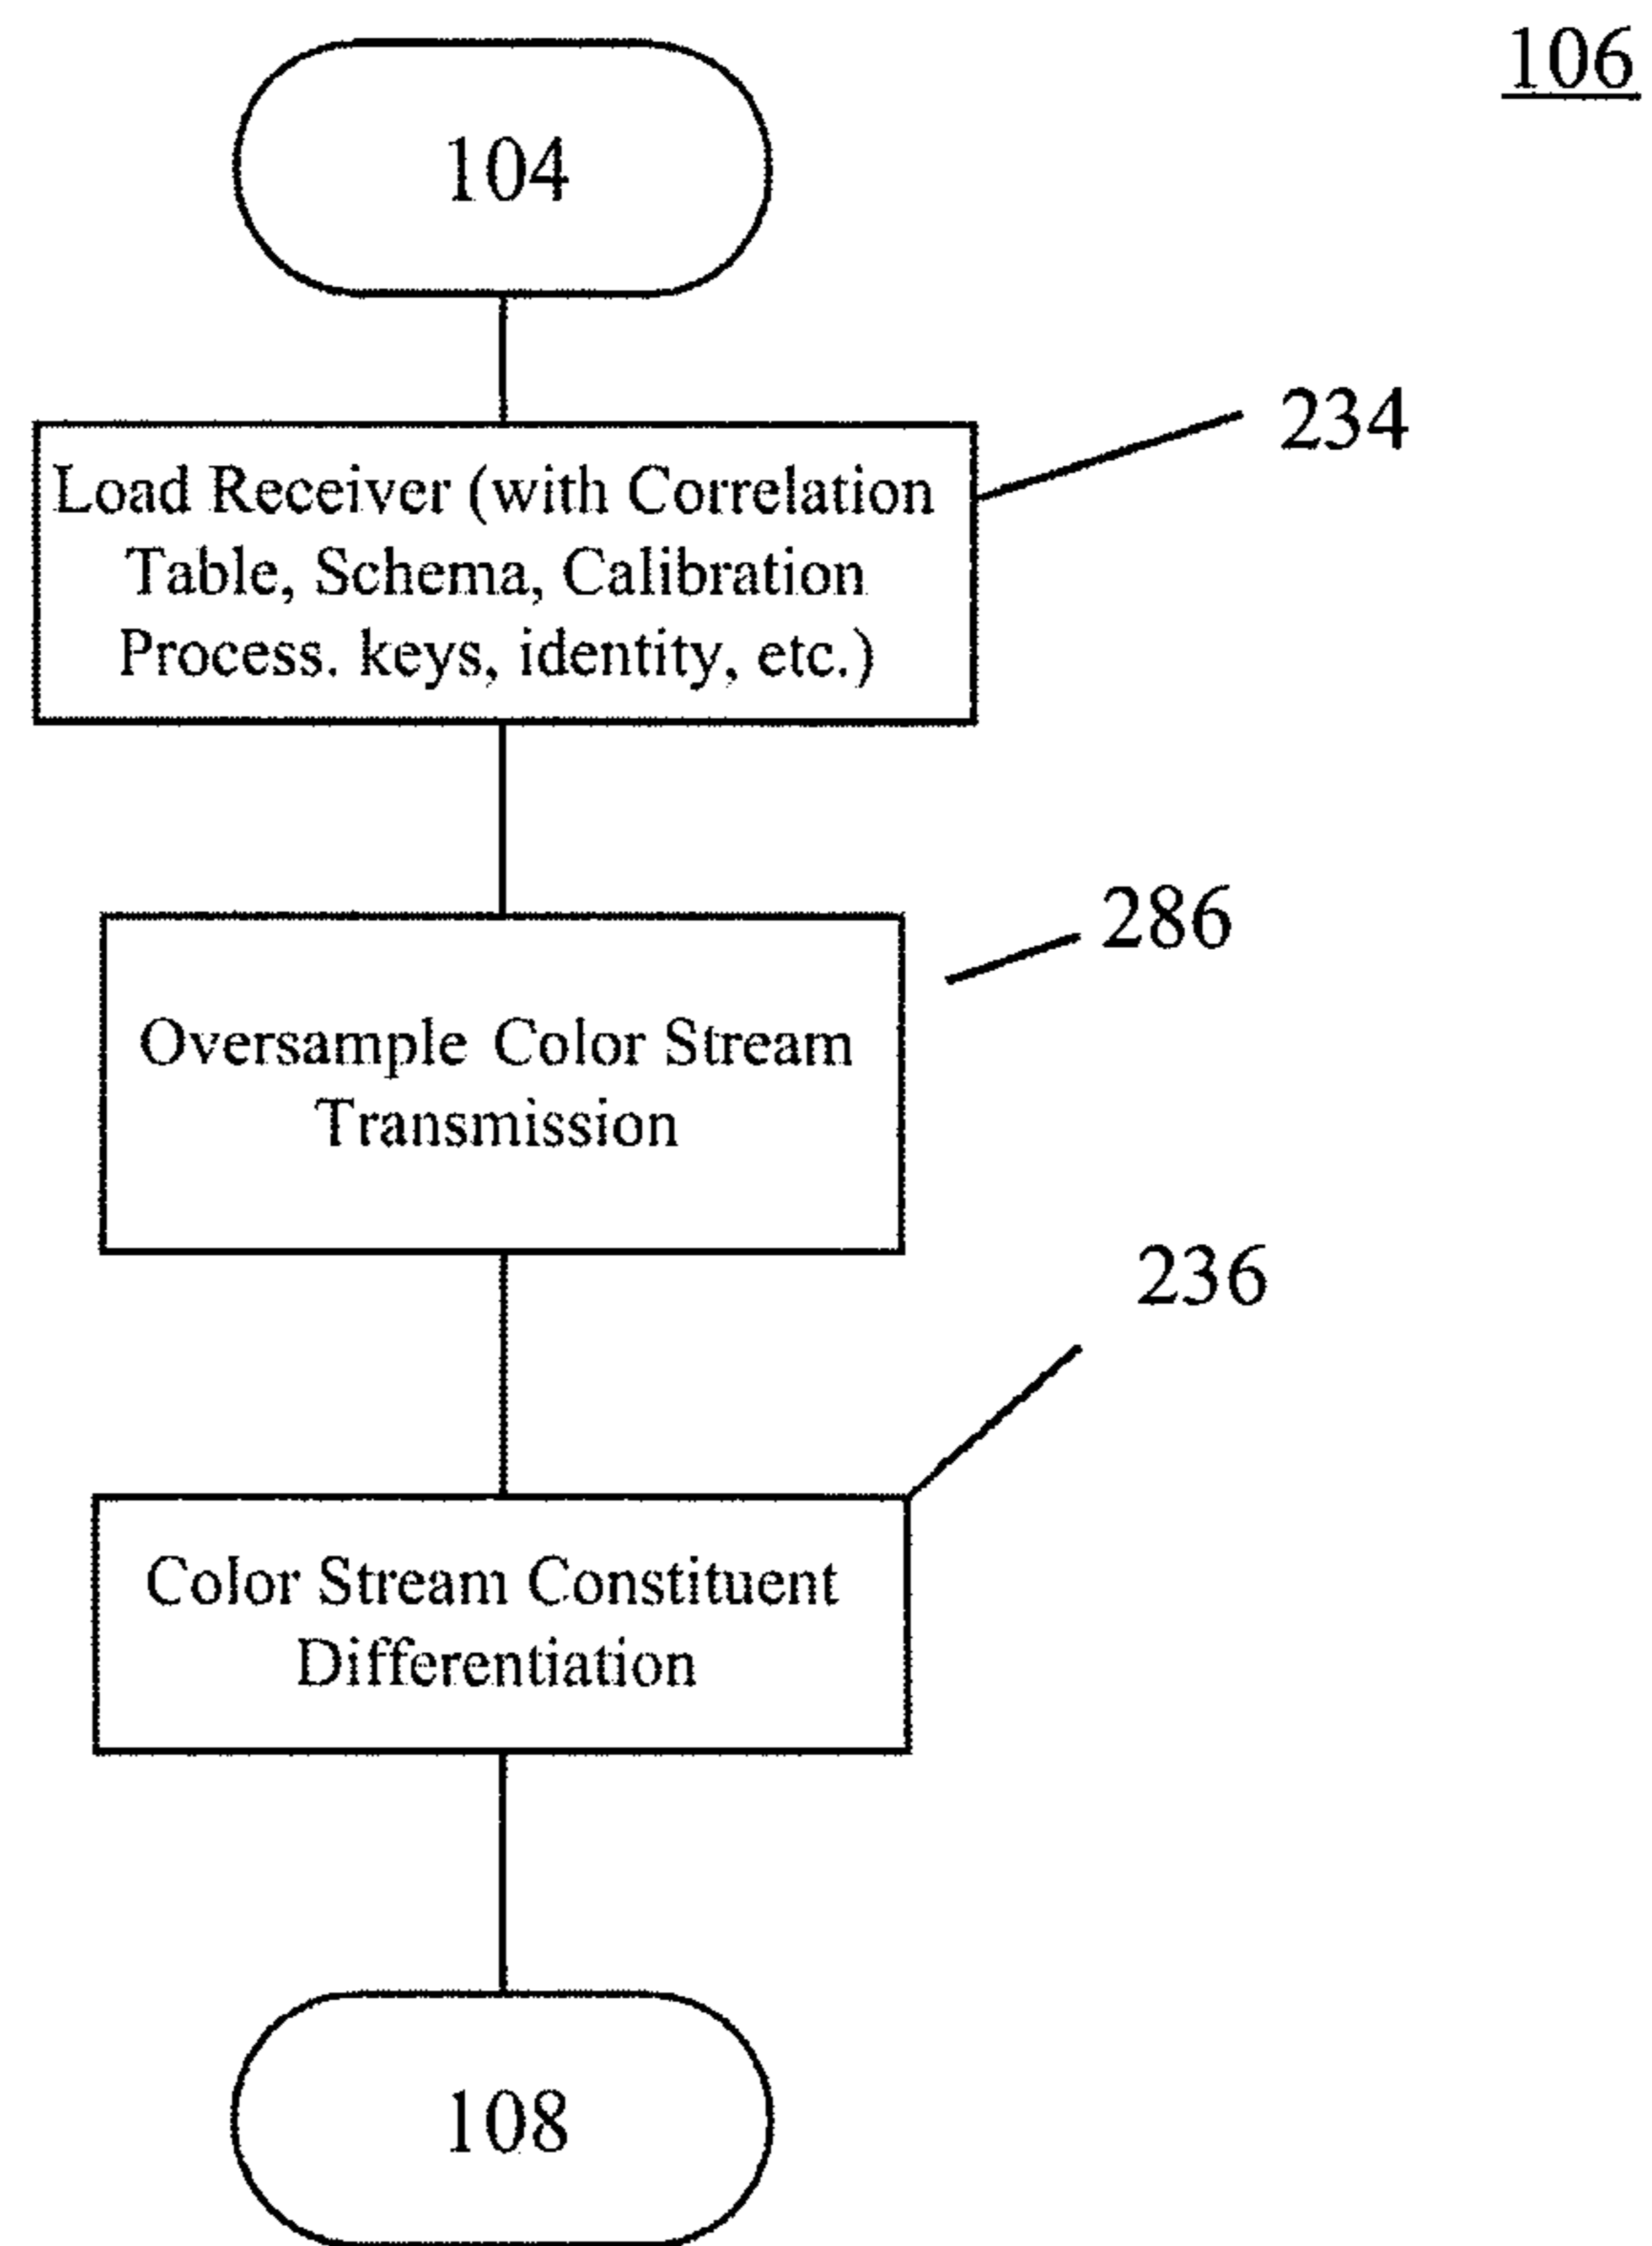 106
104
234
Load Receiver (with Correlation
Table, Schema, Calibration
Process. keys, identity, etc.)
286
Oversample Color Stream
Transmission
236
Color Stream Constituent
Differentiation
108